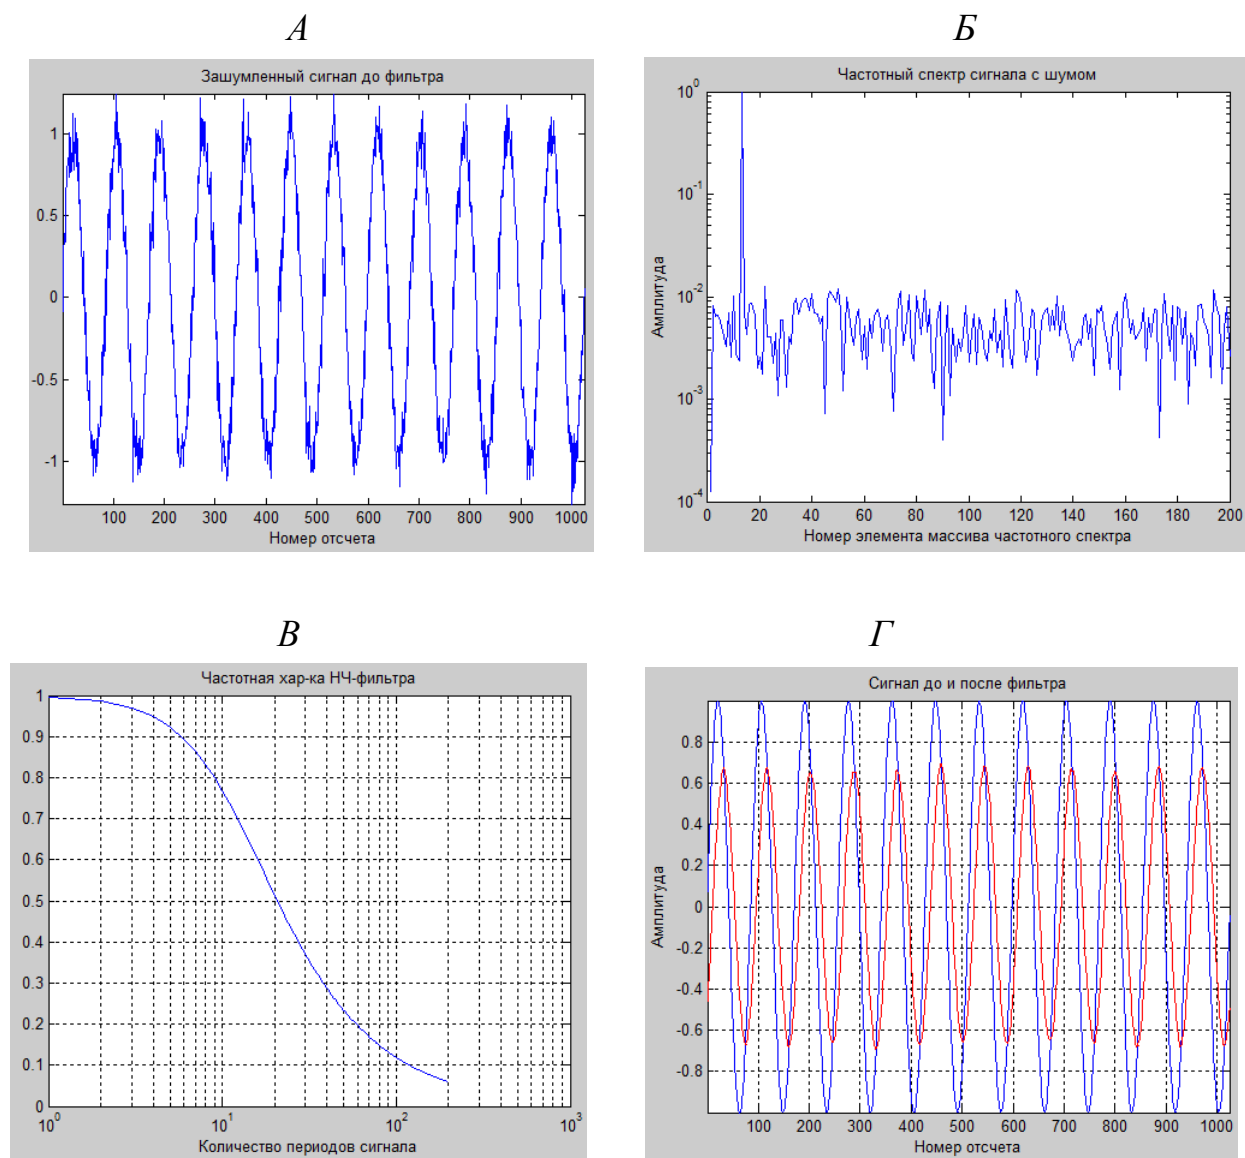 А
Б
Зашумленный сигнал до фильтра
1
0.5
0
-0.5
-1
100 200 300 400 500 600 700 800 900 1000
Номер отсчета
Частотный спектр сигнала с шумом
Амплитуда
10^0
10^-1
10^-2
10^-3
10^-4
0 20 40 60 80 100 120 140 160 180 200
Номер элемента массива частотного спектра
В
Г
Частотная хар-ка НЧ-фильтра
1
0.9
0.8
0.7
0.6
0.5
0.4
0.3
0.2
0.1
0
10^0 10^1 10^2 10^3
Количество периодов сигнала
Сигнал до и после фильтра
Амплитуда
0.8
0.6
0.4
0.2
0
-0.2
-0.4
-0.6
-0.8
100 200 300 400 500 600 700 800 900 1000
Номер отсчета